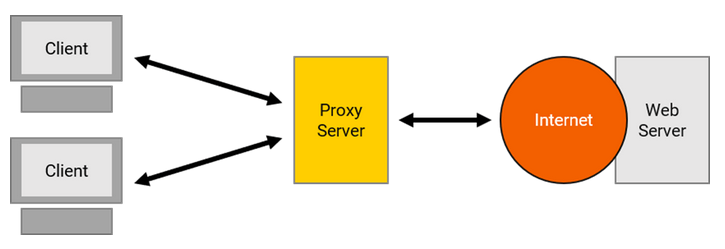 Client
Client
Proxy
Server
Internet
Web
Server